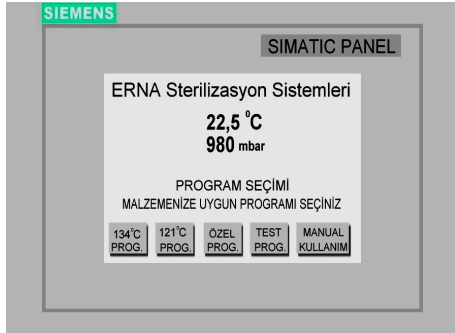 SIEMENS
SIMATIC PANEL
ERNA Sterilizasyon Sistemleri
22,5 °C
980 mbar
PROGRAM SEÇİMİ
MALZEMENİZE UYGUN PROGRAMI SEÇİNİZ
134°C PROG.
121°C PROG.
ÖZEL PROG.
TEST PROG.
MANUAL KULLANIM